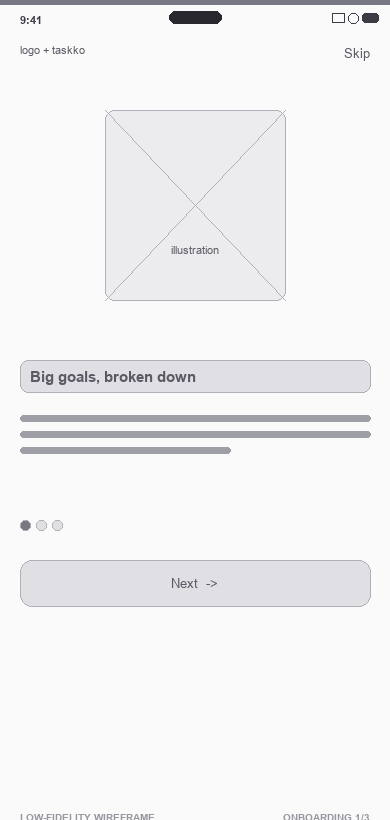 9:41
logo + taskko
Skip
illustration
Big goals, broken down
Next ->
LOW-FIDELITY WIREFRAME
ONBOARDING 1/3